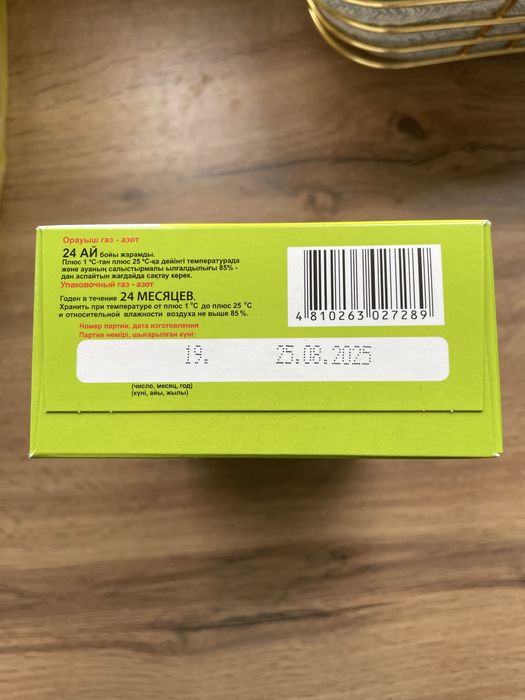 Орауыш газ - азот
24 АЙ бойы жарамды.
Плюс 1 °С-тан плюс 25 °С-қа дейінгі температурада
және ауаның салыстырмалы ылғалдылығы 85% -
дан аспайтын жағдайда сақтау керек.
Упаковочный газ - азот
Годен в течение 24 МЕСЯЦЕВ.
Хранить при температуре от плюс 1 °С до плюс 25 °С
и относительной влажности воздуха не выше 85 %.
4 810263 027289
Номер партии, дата изготовления
Партия немірі, шығарылған күні:
19. 25.08.2025
(число, месяц, год)
(күні, айы, жылы)